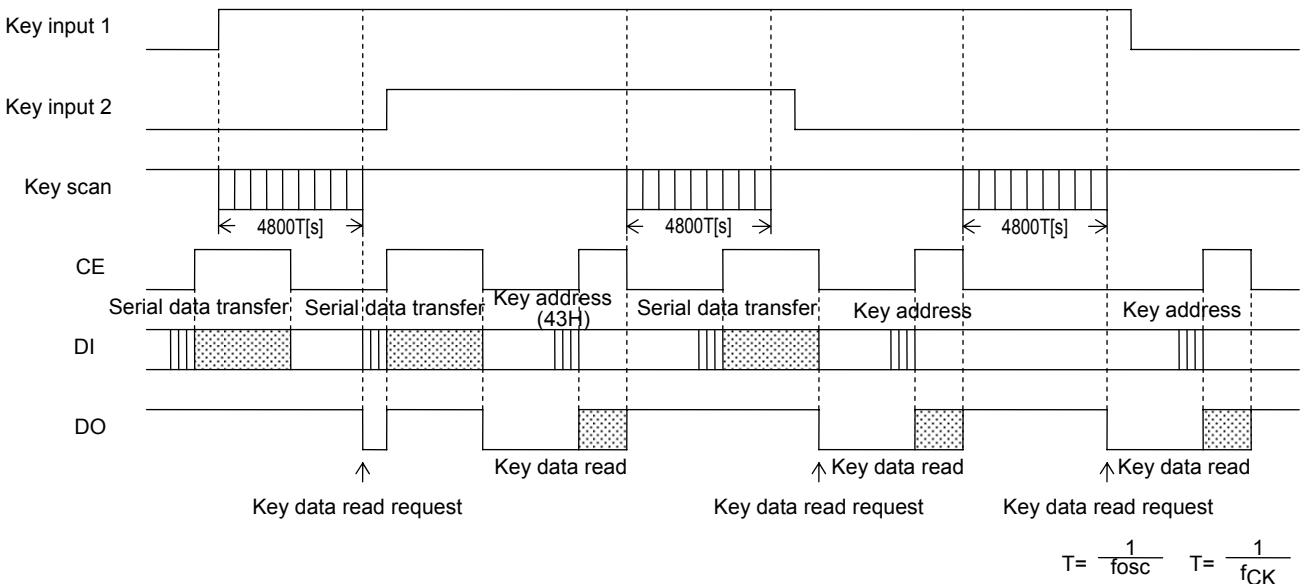 Key input 1
Key input 2
Key scan
4800T[s] 4800T[s] 4800T[s]
CE
Serial data transfer Serial data transfer Key address (43H) Serial data transfer Key address Key address
DI
DO
Key data read Key data read Key data read
Key data read request Key data read request Key data read request
T= 1/fosc T= 1/fCK